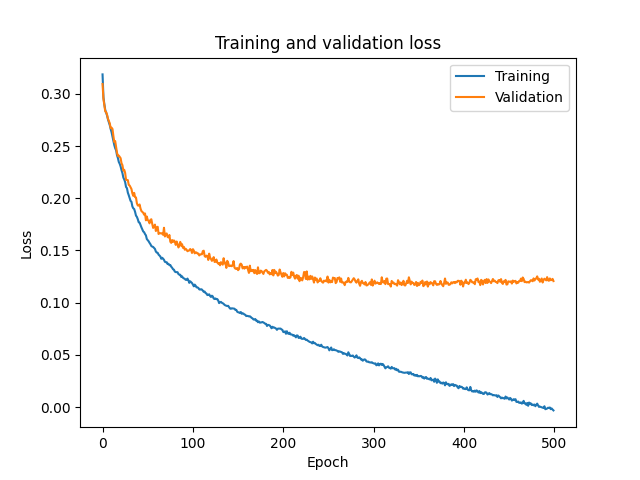 Training and validation loss
Training
Validation
Loss
0.30
0.25
0.20
0.15
0.10
0.05
0.00
0 100 200 300 400 500
Epoch